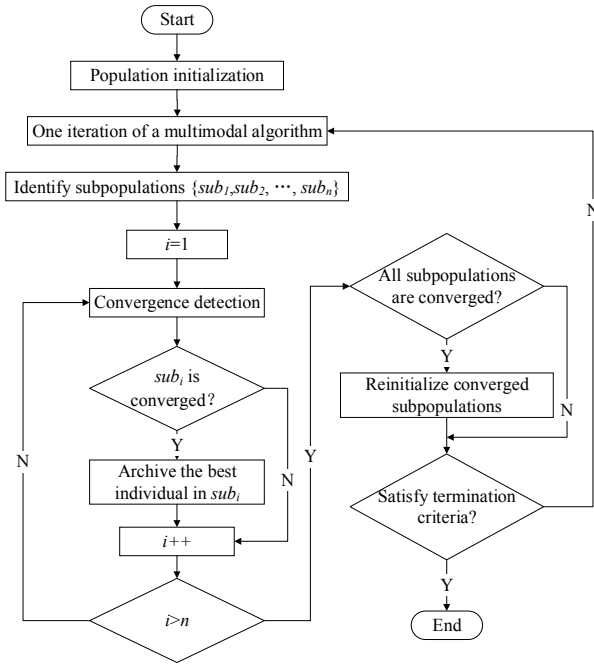 Start
Population initialization
One iteration of a multimodal algorithm
Identify subpopulations {sub₁,sub₂, ⋯, subₙ}
i=1
Convergence detection
subᵢ is
converged?
Y
N
Archive the best
individual in subᵢ
i++
i>n
N
Y
All subpopulations
are converged?
Y
N
Reinitialize converged
subpopulations
Satisfy termination
criteria?
N
Y
End